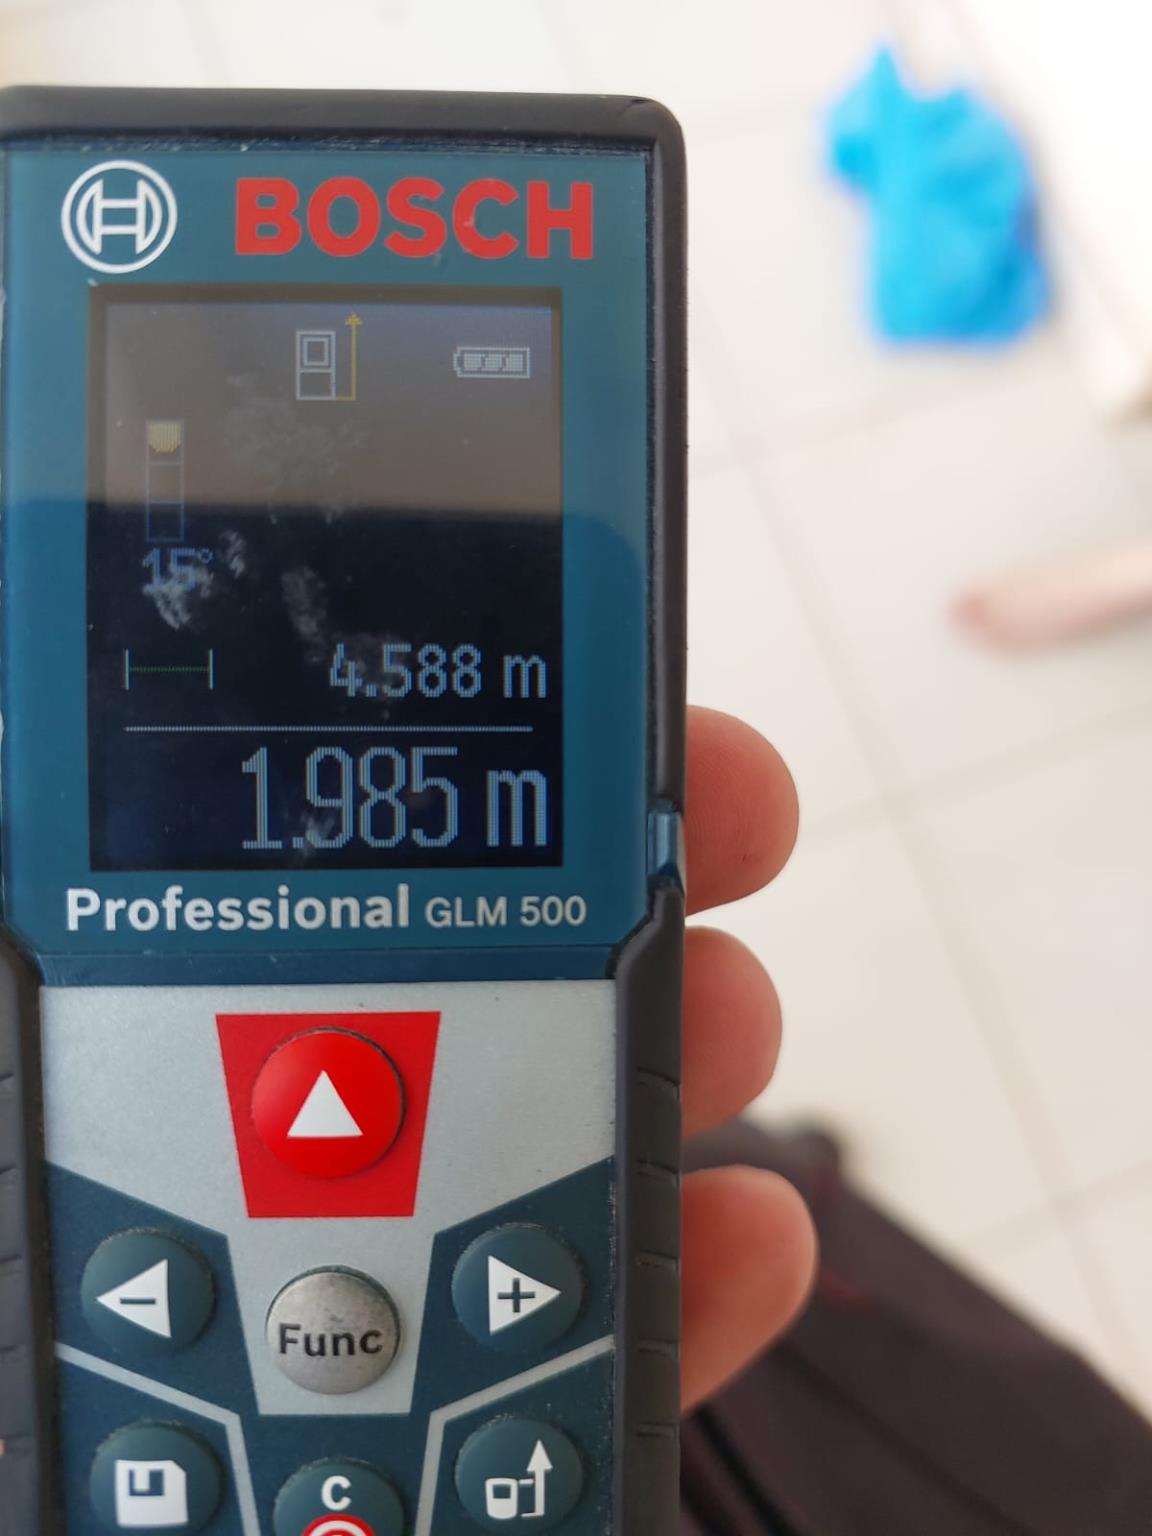 BOSCH
15°
4.588 m
1.985 m
Professional GLM 500
- Func +
C